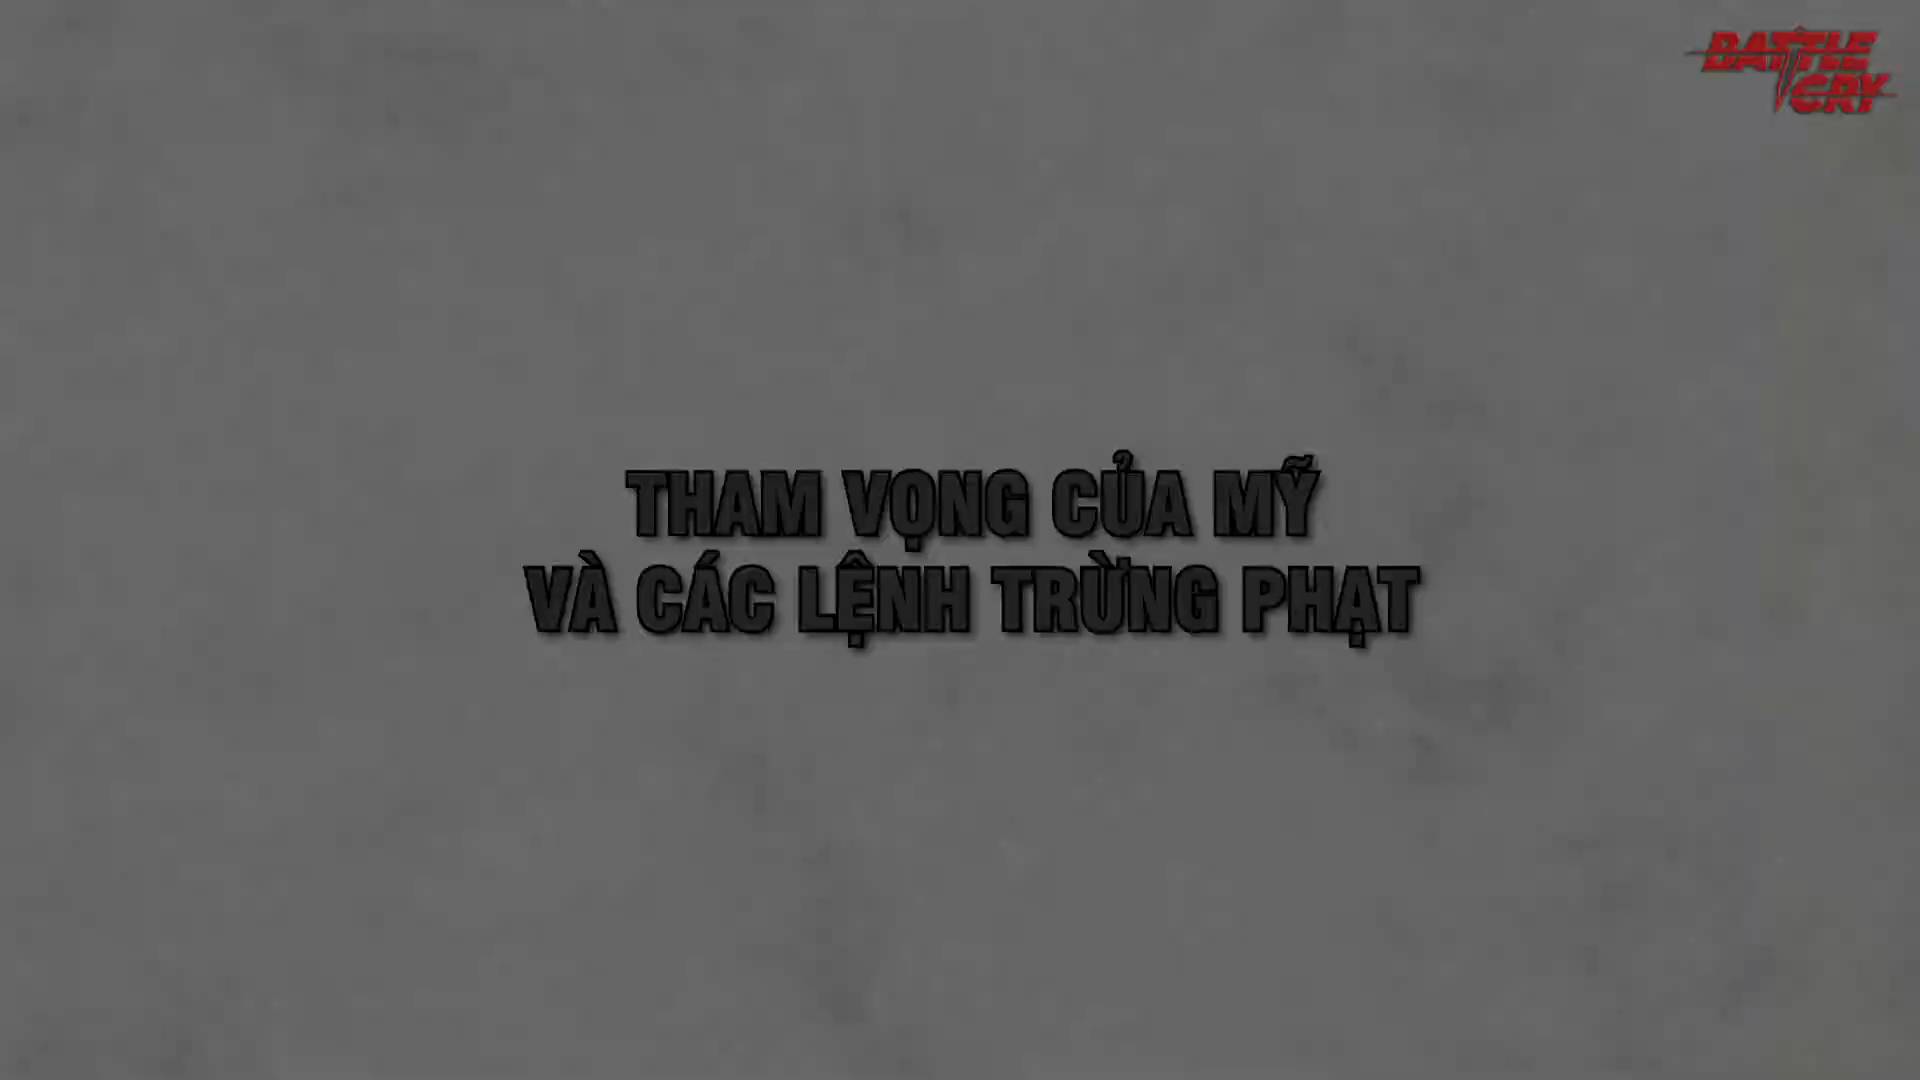 BATTLE
CRY
THAM VỌNG CỦA MỸ
VÀ CÁC LỆNH TRỪNG PHẠT